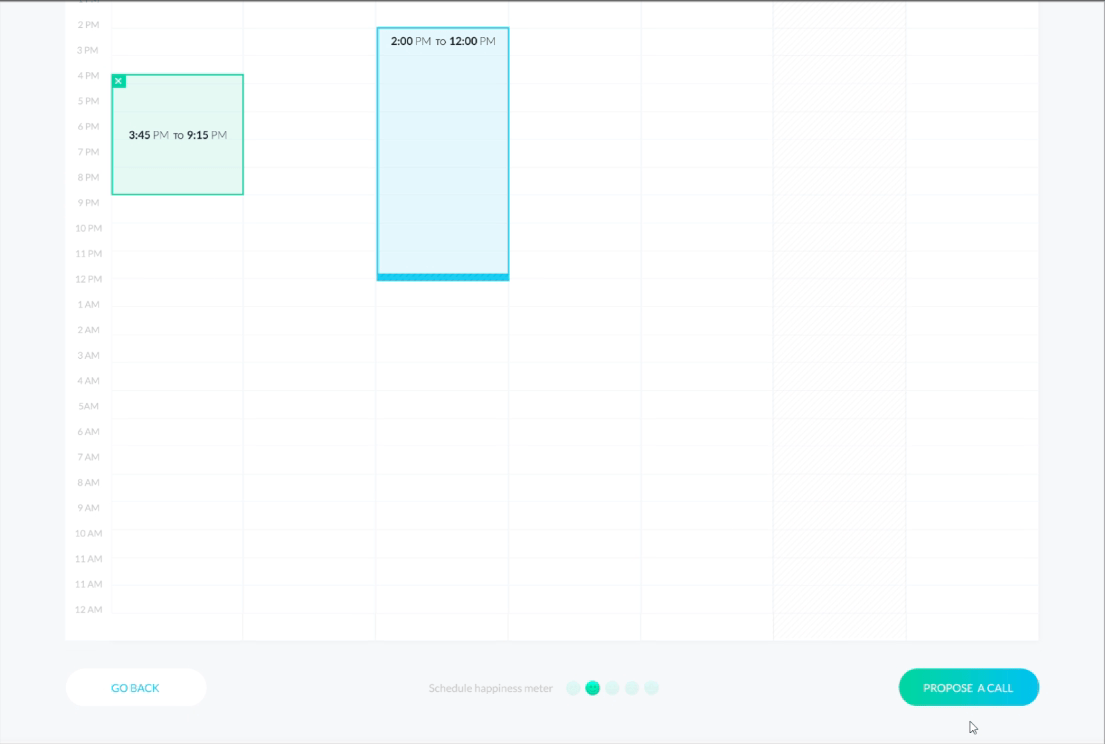 2 PM
2:00 PM TO 12:00 PM
3 PM
4 PM
5 PM
6 PM
3:45 PM TO 9:15 PM
7 PM
8 PM
9 PM
10 PM
11 PM
12 PM
1 AM
2 AM
3 AM
4 AM
5AM
6 AM
7 AM
8 AM
9 AM
10 AM
11 AM
11 AM
12 AM
GO BACK
Schedule happiness meter
PROPOSE A CALL